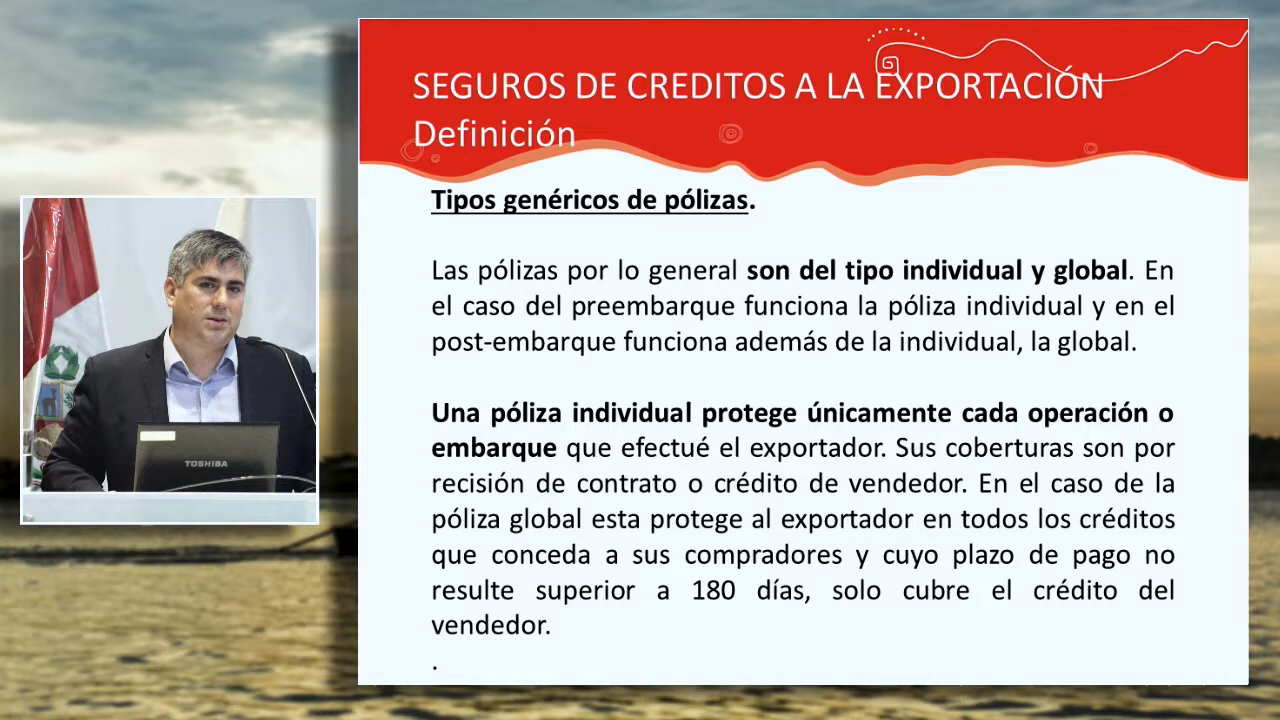 SEGUROS DE CREDITOS A LA EXPORTACIÓN
Definición
Tipos genéricos de pólizas.
Las pólizas por lo general son del tipo individual y global. En
el caso del preembarque funciona la póliza individual y en el
post-embarque funciona además de la individual, la global.
Una póliza individual protege únicamente cada operación o
embarque que efectué el exportador. Sus coberturas son por
recisión de contrato o crédito de vendedor. En el caso de la
póliza global esta protege al exportador en todos los créditos
que conceda a sus compradores y cuyo plazo de pago no
resulte superior a 180 días, solo cubre el crédito del
vendedor.
.
TOSHIBA